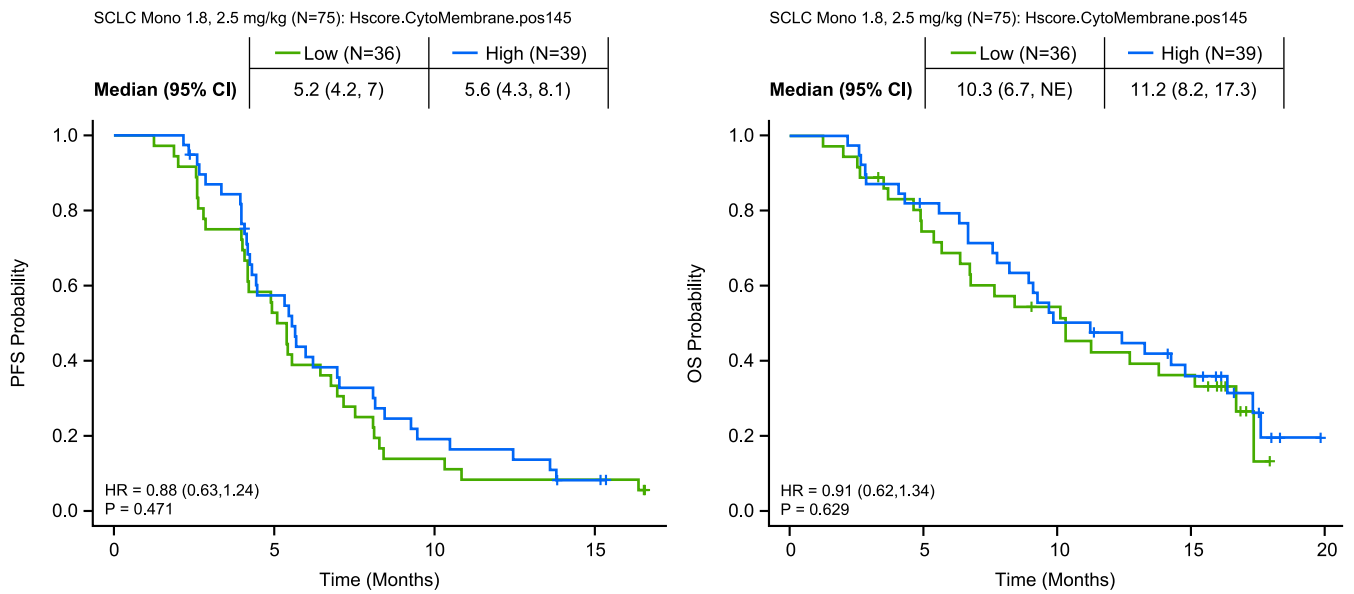 SCLC Mono 1.8, 2.5 mg/kg (N=75): Hscore.CytoMembrane.pos145
Low (N=36) High (N=39)
Median (95% CI) 5.2 (4.2, 7) 5.6 (4.3, 8.1)
1.0
0.8
0.6
0.4
0.2
0.0
PFS Probability
HR = 0.88 (0.63,1.24)
P = 0.471
0 5 10 15
Time (Months)
SCLC Mono 1.8, 2.5 mg/kg (N=75): Hscore.CytoMembrane.pos145
Low (N=36) High (N=39)
Median (95% CI) 10.3 (6.7, NE) 11.2 (8.2, 17.3)
1.0
0.8
0.6
0.4
0.2
0.0
OS Probability
HR = 0.91 (0.62,1.34)
P = 0.629
0 5 10 15 20
Time (Months)